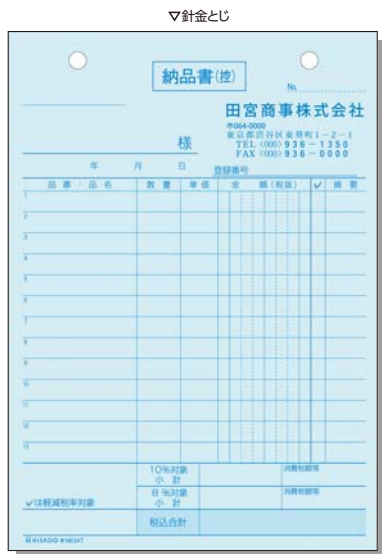 ▽針金とじ
納品書(控)
No.
田宮商事株式会社
〒064-0000
東京都渋谷区東泉町1-2-1
TEL (000) 936-1350
FAX (000) 936-0000
様
年 月 日
登録番号
品番・品名 数量 単価 金額(税抜) ✓ 摘要
1
2
3
4
5
6
7
8
9
10
11
12
13
10%対象 小計 消費税額等
8%対象 小計 消費税額等
✓は軽減税率対象
税込合計
HISAGO